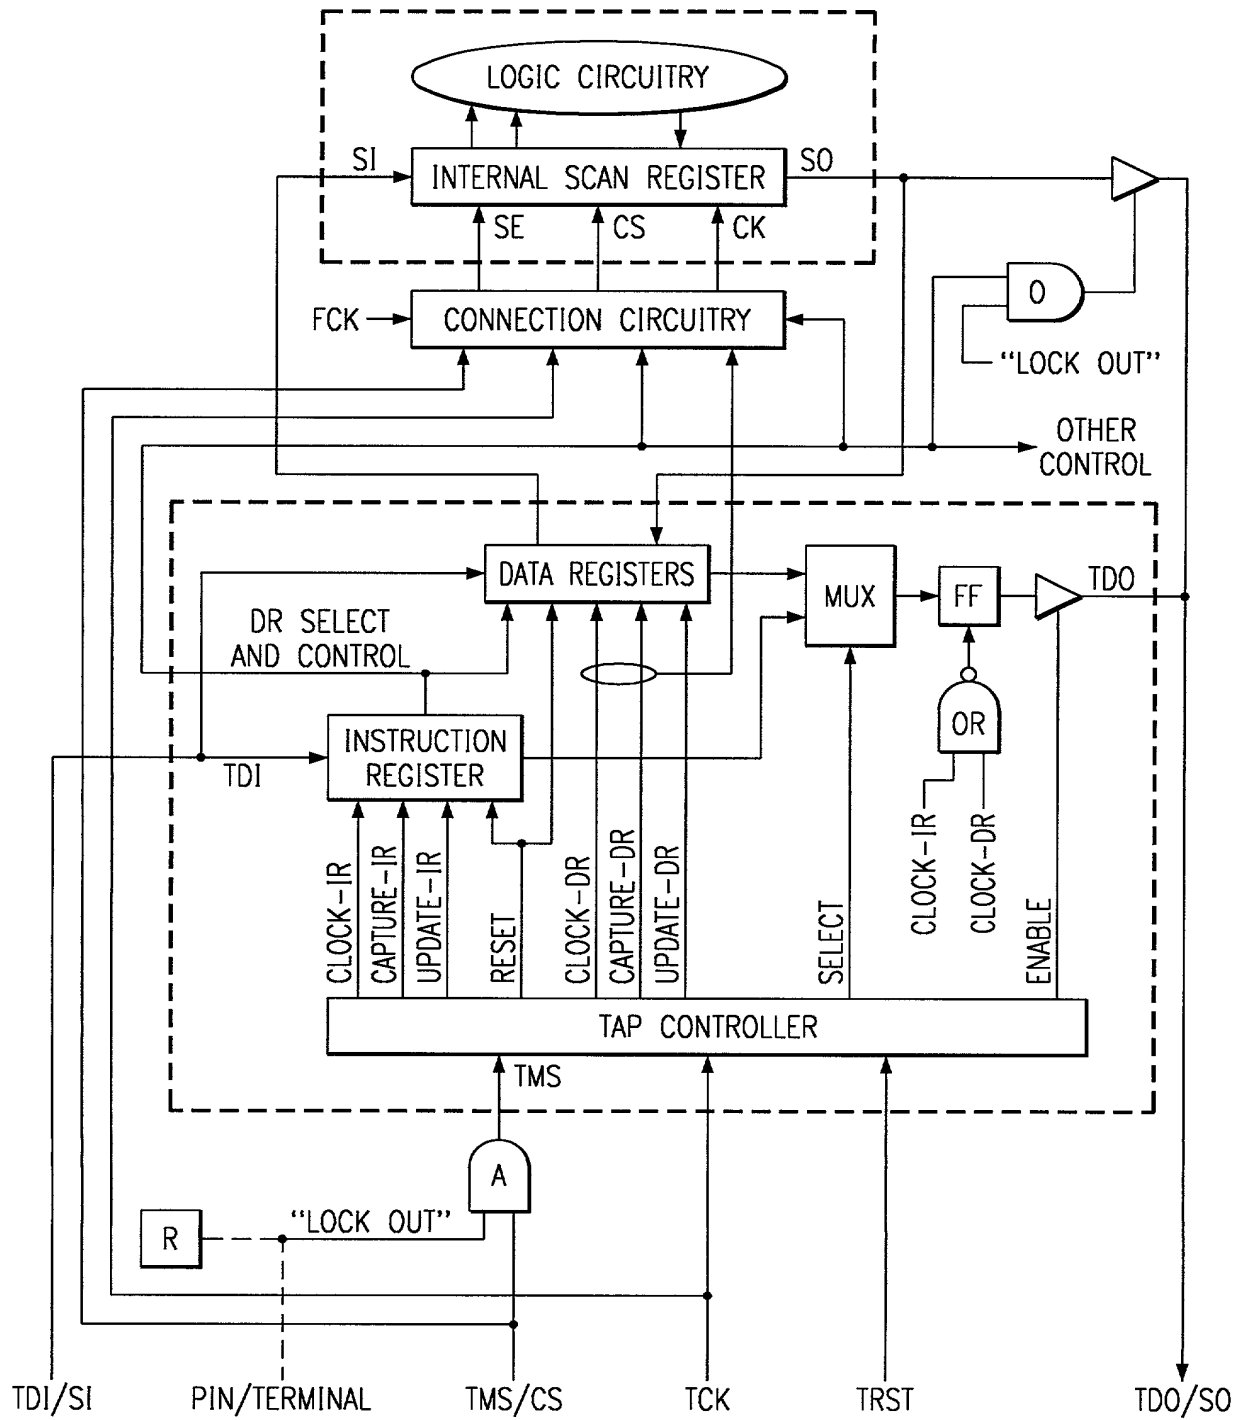 LOGIC CIRCUITRY
SI
INTERNAL SCAN REGISTER
SO
SE
CS
CK
FCK
CONNECTION CIRCUITRY
O
"LOCK OUT"
OTHER
CONTROL
DATA REGISTERS
MUX
FF
TDO
DR SELECT
AND CONTROL
INSTRUCTION
REGISTER
TDI
OR
CLOCK-IR
CAPTURE-IR
UPDATE-IR
RESET
CLOCK-DR
CAPTURE-DR
UPDATE-DR
SELECT
CLOCK-IR
CLOCK-DR
ENABLE
TAP CONTROLLER
TMS
A
"LOCK OUT"
R
TDI/SI
PIN/TERMINAL
TMS/CS
TCK
TRST
TDO/SO